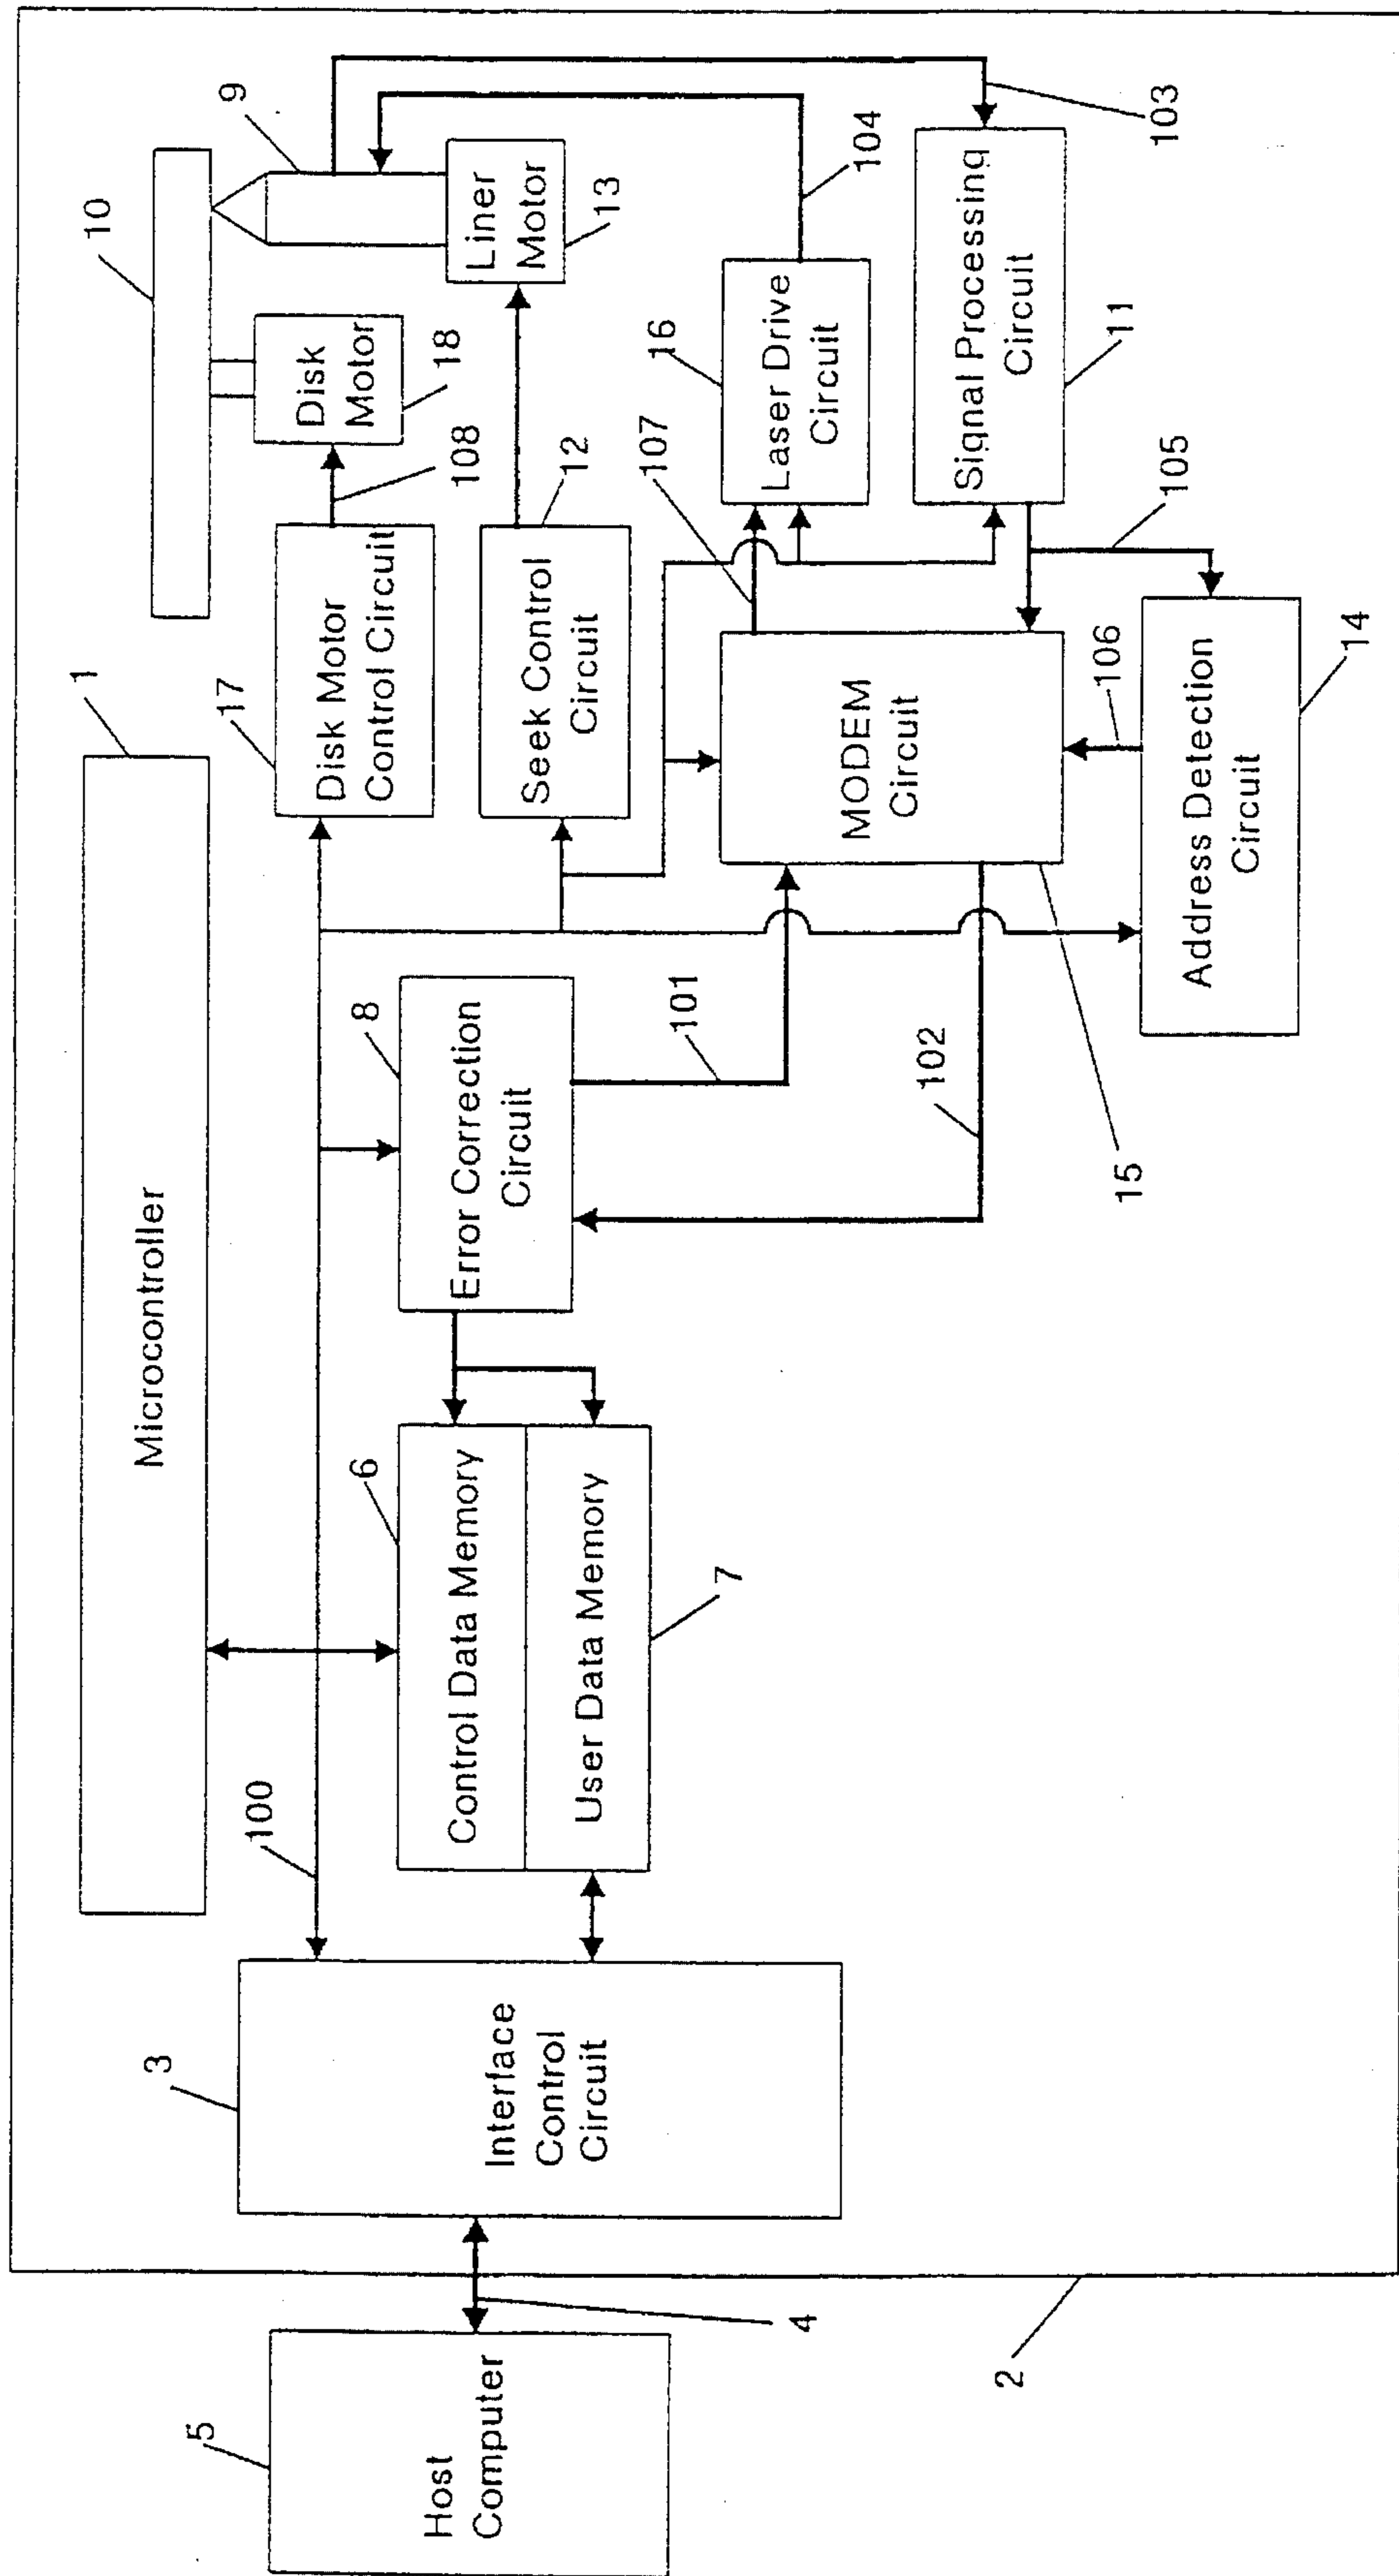 1
Microcontroller
10
9
17
Disk Motor
Control Circuit
108
Disk
Motor
18
Liner
Motor
13
100
3
Interface
Control
Circuit
5
Host
Computer
4
2
6
Control Data Memory
User Data Memory
7
8
Error Correction
Circuit
101
102
12
Seek Control
Circuit
107
16
Laser Drive
Circuit
104
103
MODEM
Circuit
15
106
105
Signal Processing
Circuit
11
Address Detection
Circuit
14